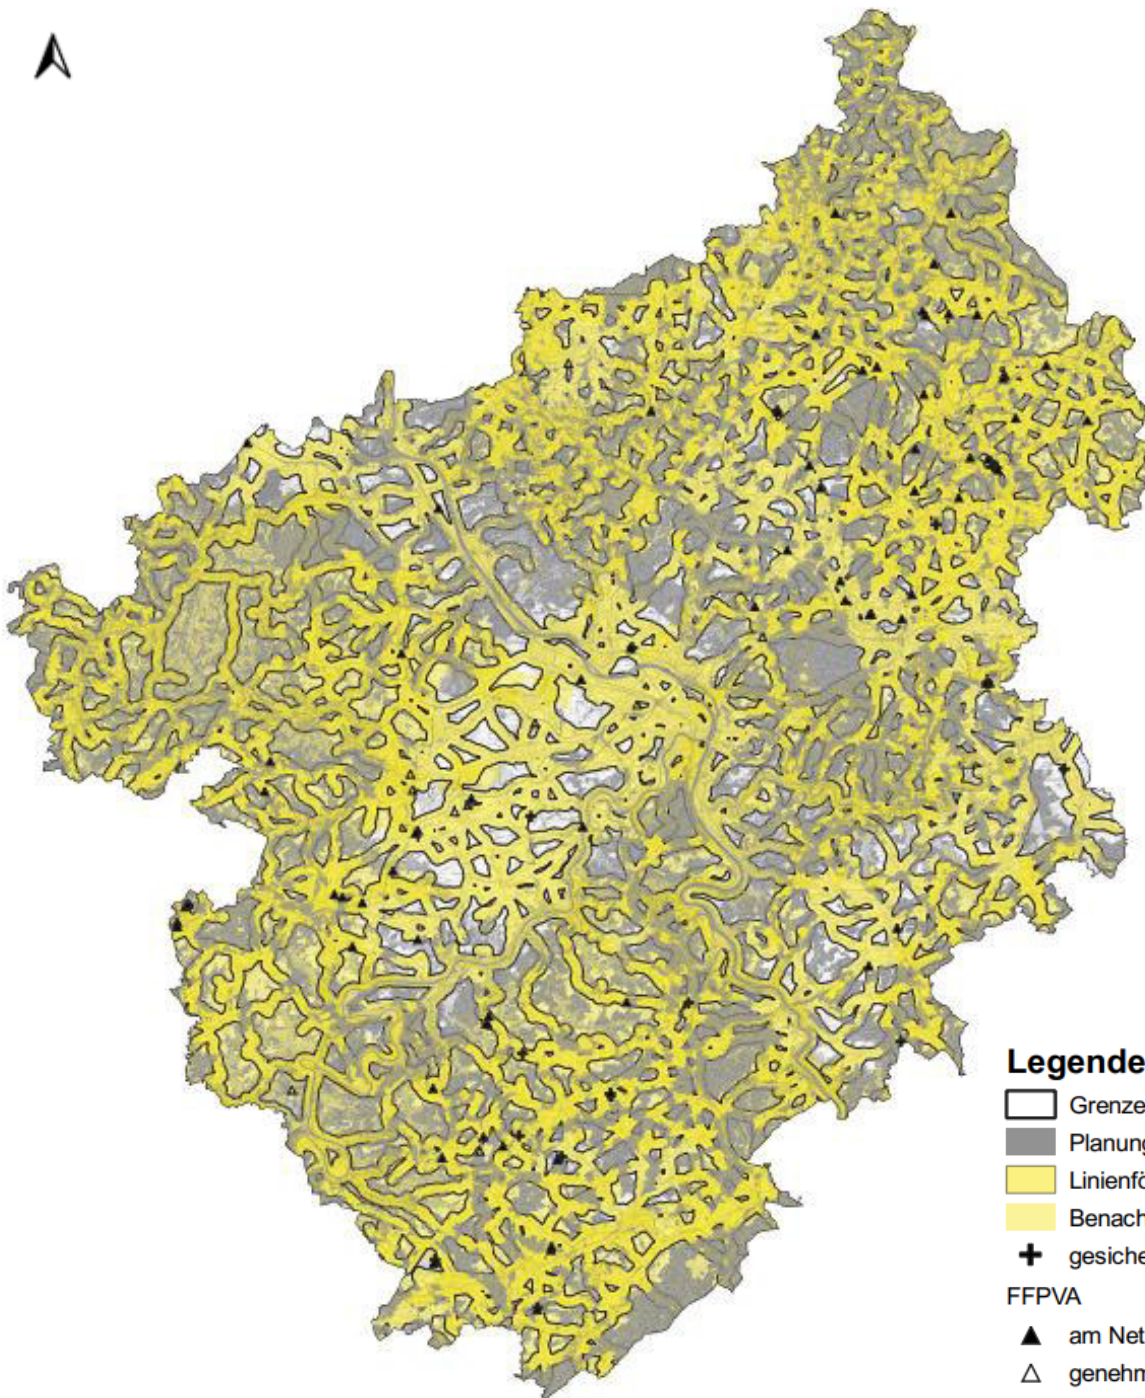 Legende
Grenze
Planung
Linienfö
Benach
gesiche
FFPVA
am Net
genehm